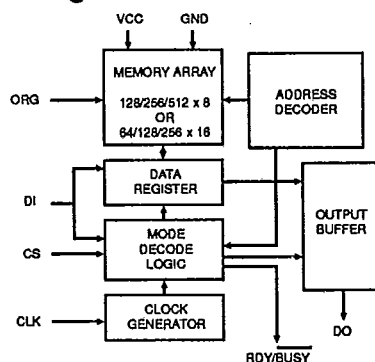 VCC GND
MEMORY ARRAY
128/256/512 x 8
OR
64/128/256 x 16
ORG
ADDRESS
DECODER
DATA
REGISTER
DI
OUTPUT
BUFFER
MODE
DECODE
LOGIC
CS
CLK
CLOCK
GENERATOR
DO
RDY/BUSY